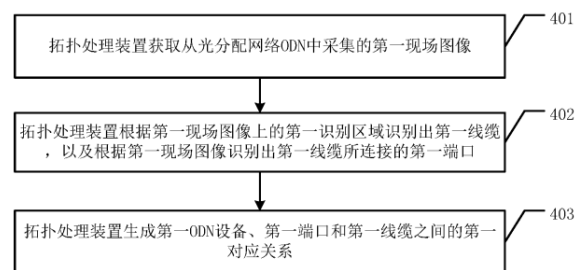 401
拓扑处理装置获取从光分配网络ODN中采集的第一现场图像
402
拓扑处理装置根据第一现场图像上的第一识别区域识别出第一线缆
，以及根据第一现场图像识别出第一线缆所连接的第一端口
403
拓扑处理装置生成第一ODN设备、第一端口和第一线缆之间的第一
对应关系